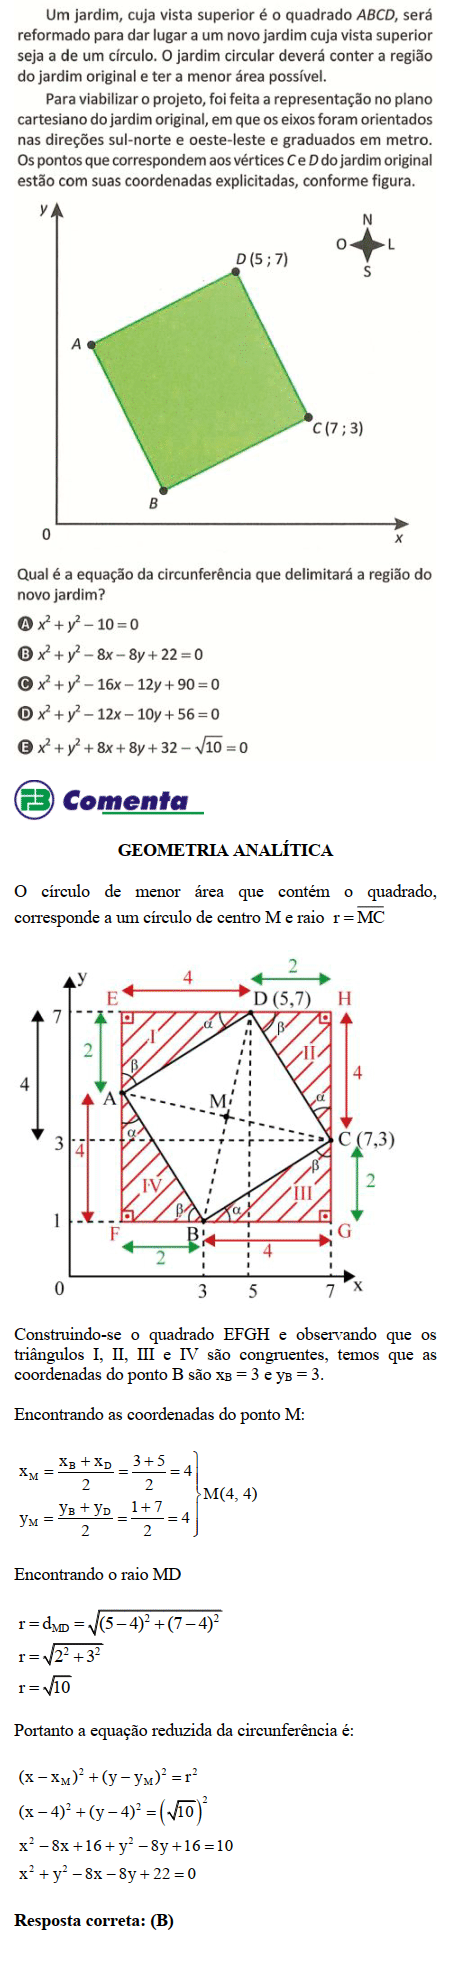 Um jardim, cuja vista superior é o quadrado ABCD, será
reformado para dar lugar a um novo jardim cuja vista superior
seja a de um círculo. O jardim circular deverá conter a região
do jardim original e ter a menor área possível.
Para viabilizar o projeto, foi feita a representação no plano
cartesiano do jardim original, em que os eixos foram orientados
nas direções sul-norte e oeste-leste e graduados em metro.
Os pontos que correspondem aos vértices C e D do jardim original
estão com suas coordenadas explicitadas, conforme figura.
y
N
O L
S
D (5 ; 7)
A
C (7 ; 3)
B
0
x
Qual é a equação da circunferência que delimitará a região do
novo jardim?
A x² + y² – 10 = 0
B x² + y² – 8x – 8y + 22 = 0
C x² + y² – 16x – 12y + 90 = 0
D x² + y² – 12x – 10y + 56 = 0
E x² + y² + 8x + 8y + 32 – √10 = 0
FB Comenta
GEOMETRIA ANALÍTICA
O círculo de menor área que contém o quadrado,
corresponde a um círculo de centro M e raio r = MC
y
4
2
E
D (5,7)
H
7
I
α
β
II
2
β
4
4
A
α
M
α
3
C (7,3)
4
α
β
IV
III
2
β
α
1
F
B
G
2
4
0
3
5
7
x
Construindo-se o quadrado EFGH e observando que os
triângulos I, II, III e IV são congruentes, temos que as
coordenadas do ponto B são xB = 3 e yB = 3.
Encontrando as coordenadas do ponto M:
xM = (xB + xD)/2 = (3 + 5)/2 = 4
yM = (yB + yD)/2 = (1 + 7)/2 = 4
} M(4, 4)
Encontrando o raio MD
r = dMD = √((5 – 4)² + (7 – 4)²)
r = √(2² + 3²)
r = √10
Portanto a equação reduzida da circunferência é:
(x – xM)² + (y – yM)² = r²
(x – 4)² + (y – 4)² = (√10)²
x² – 8x + 16 + y² – 8y + 16 = 10
x² + y² – 8x – 8y + 22 = 0
Resposta correta: (B)